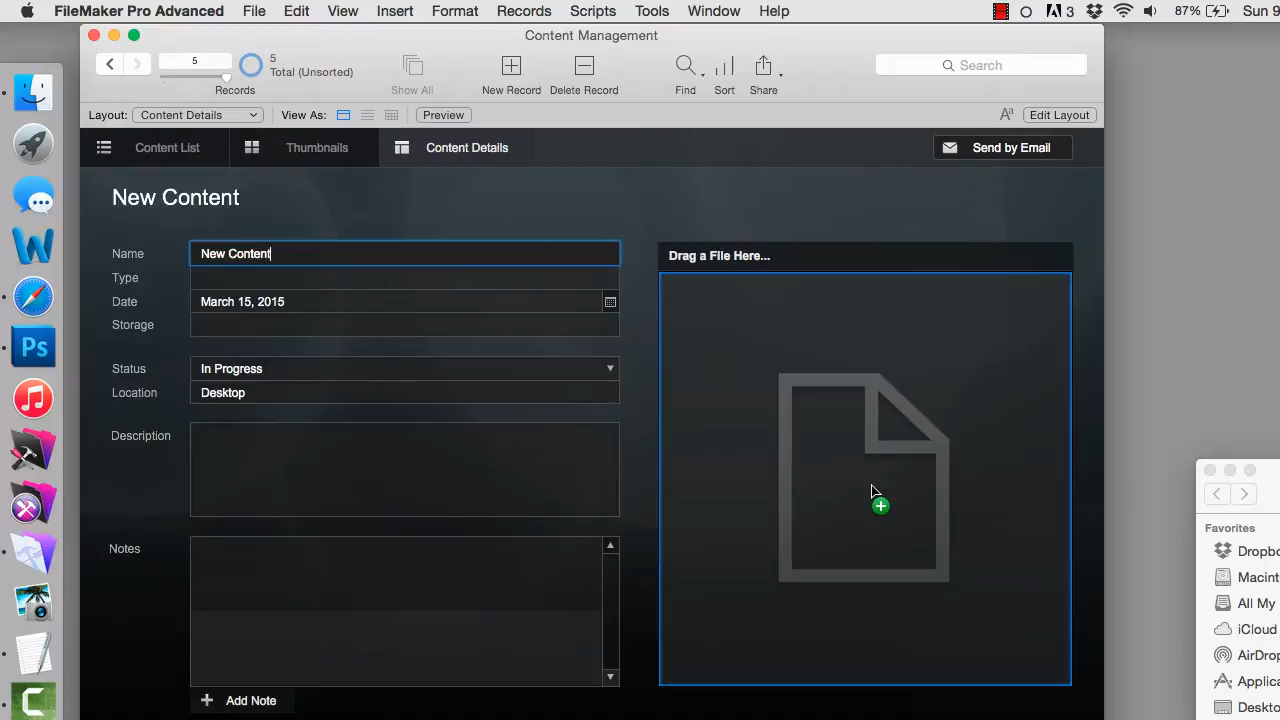 FileMaker Pro Advanced File Edit View Insert Format Records Scripts Tools Window Help 3 87% Sun 9
Content Management
5 5 Total (Unsorted)
Records Show All New Record Delete Record Find Sort Share Search
Layout: Content Details View As: Preview Aa Edit Layout
Content List Thumbnails Content Details Send by Email
New Content
Name New Content
Type
Date March 15, 2015
Storage
Status In Progress
Location Desktop
Description
Notes
Add Note
Drag a File Here...
Ps
Favorites
Dropbo
Macint
All My
iCloud
AirDrop
Applica
Deskto